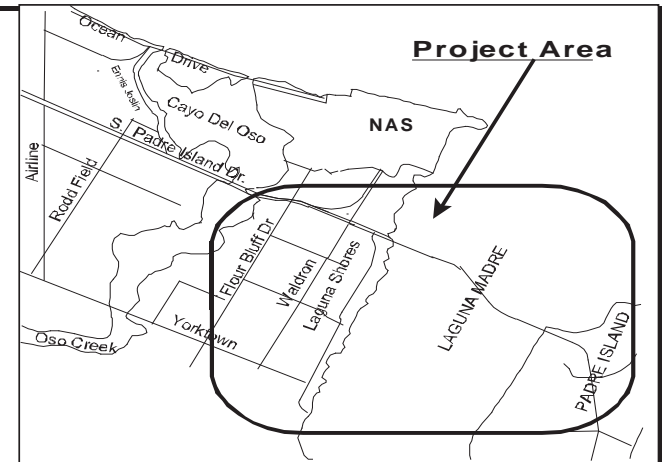 Ocean
Drive
Project Area
Ennis Joslin
Cayo Del Oso
NAS
S. Padre Island Dr.
Airline
Rodd Field
Flour Bluff Dr
Waldron
Laguna Shores
LAGUNA MADRE
PADRE ISLAND
Yorktown
Oso Creek